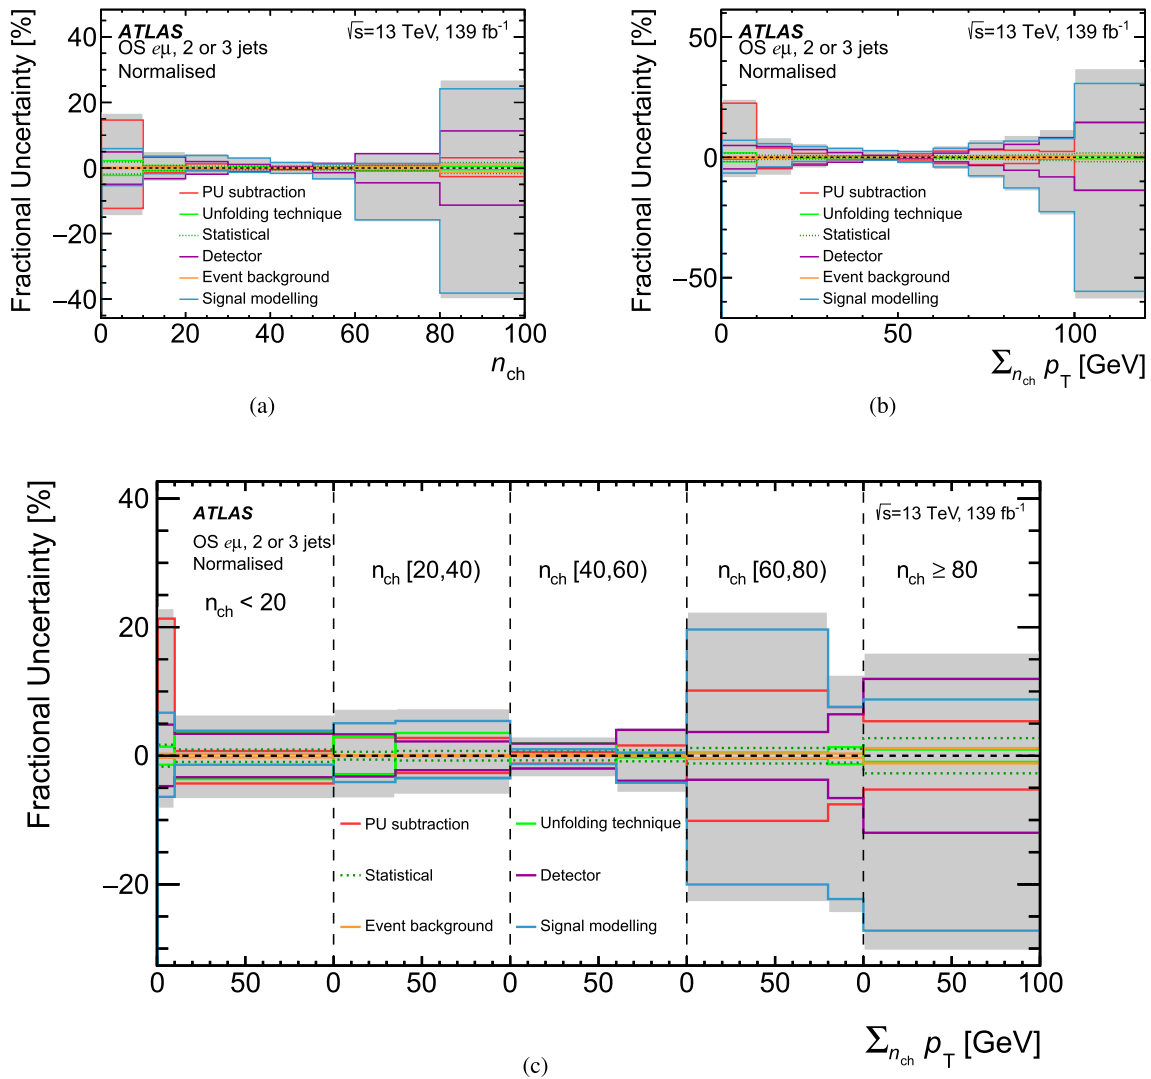 ATLAS
√s=13 TeV, 139 fb⁻¹
OS eμ, 2 or 3 jets
Normalised
Fractional Uncertainty [%]
40
20
0
−20
−40
PU subtraction
Unfolding technique
Statistical
Detector
Event background
Signal modelling
0 20 40 60 80 100
n_ch
(a)
ATLAS
√s=13 TeV, 139 fb⁻¹
OS eμ, 2 or 3 jets
Normalised
Fractional Uncertainty [%]
50
0
−50
PU subtraction
Unfolding technique
Statistical
Detector
Event background
Signal modelling
0 50 100
Σ_{n_ch} p_T [GeV]
(b)
ATLAS
√s=13 TeV, 139 fb⁻¹
OS eμ, 2 or 3 jets
Normalised
n_ch < 20
n_ch [20,40)
n_ch [40,60)
n_ch [60,80)
n_ch ≥ 80
Fractional Uncertainty [%]
40
20
0
−20
PU subtraction
Unfolding technique
Statistical
Detector
Event background
Signal modelling
0 50 0 50 0 50 0 50 0 50 100
Σ_{n_ch} p_T [GeV]
(c)